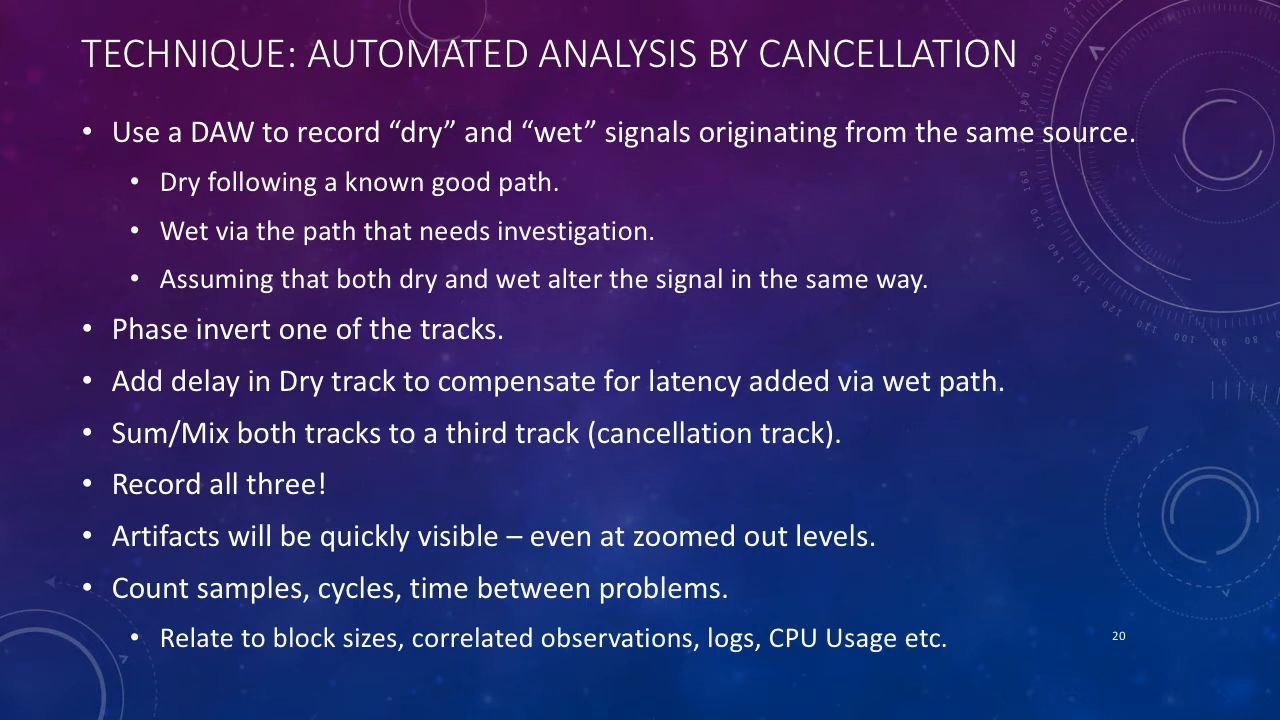 TECHNIQUE: AUTOMATED ANALYSIS BY CANCELLATION
• Use a DAW to record “dry” and “wet” signals originating from the same source.
• Dry following a known good path.
• Wet via the path that needs investigation.
• Assuming that both dry and wet alter the signal in the same way.
• Phase invert one of the tracks.
• Add delay in Dry track to compensate for latency added via wet path.
• Sum/Mix both tracks to a third track (cancellation track).
• Record all three!
• Artifacts will be quickly visible – even at zoomed out levels.
• Count samples, cycles, time between problems.
• Relate to block sizes, correlated observations, logs, CPU Usage etc.
20